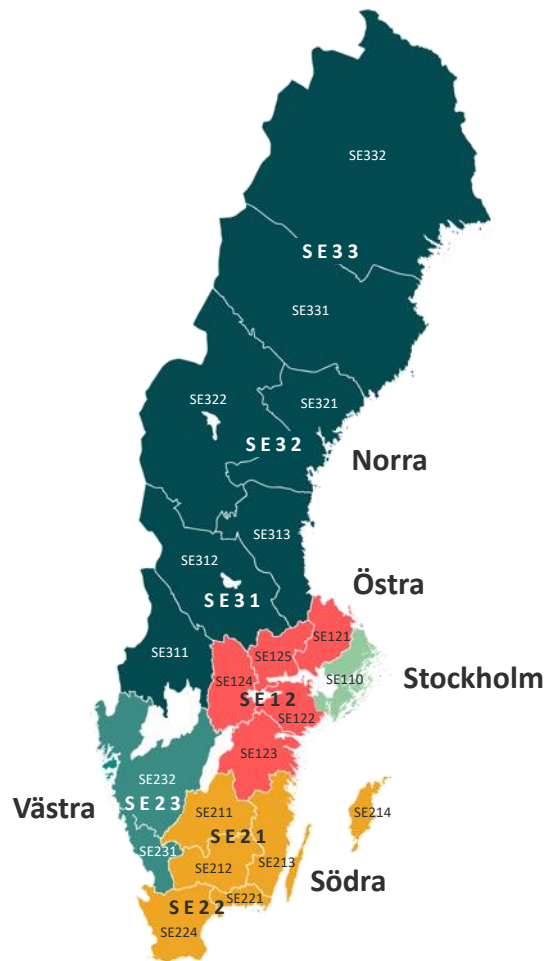 SE332
SE33
SE331
SE322
SE321
SE32
Norra
SE313
SE312
Östra
SE31
SE121
SE311
SE125
SE110
Stockholm
SE124
SE12
SE122
SE123
SE232
Västra
SE23
SE211
SE214
SE21
SE231
SE212
SE213
Södra
SE221
SE22
SE224